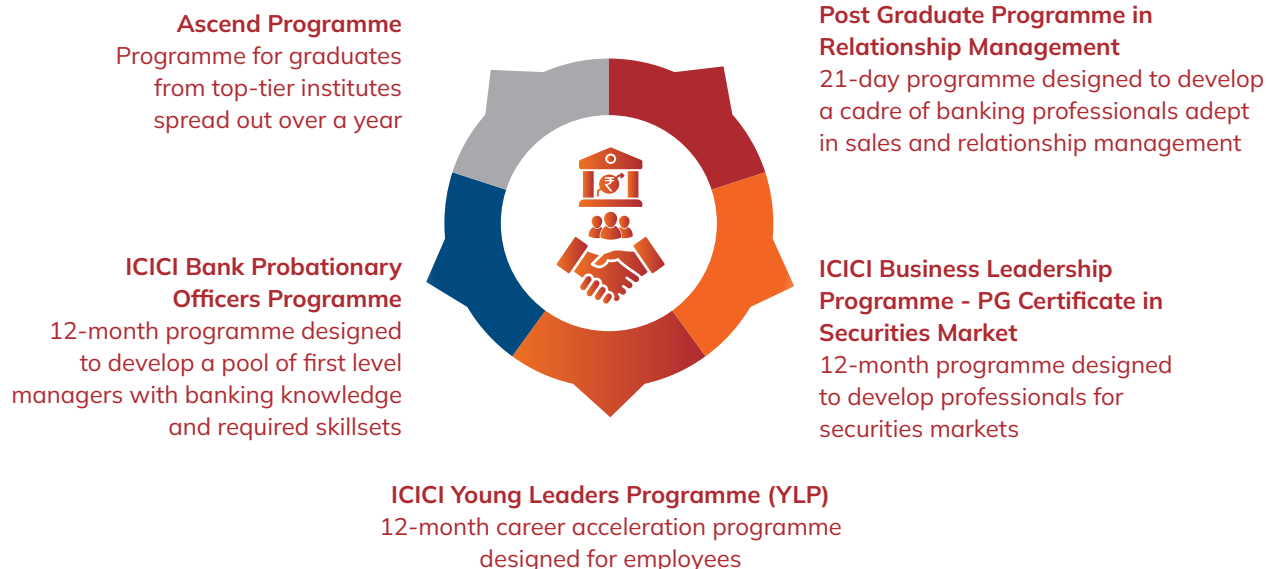 Ascend Programme
Programme for graduates
from top-tier institutes
spread out over a year
Post Graduate Programme in
Relationship Management
21-day programme designed to develop
a cadre of banking professionals adept
in sales and relationship management
ICICI Bank Probationary
Officers Programme
12-month programme designed
to develop a pool of first level
managers with banking knowledge
and required skillsets
ICICI Business Leadership
Programme - PG Certificate in
Securities Market
12-month programme designed
to develop professionals for
securities markets
ICICI Young Leaders Programme (YLP)
12-month career acceleration programme
designed for employees
₹